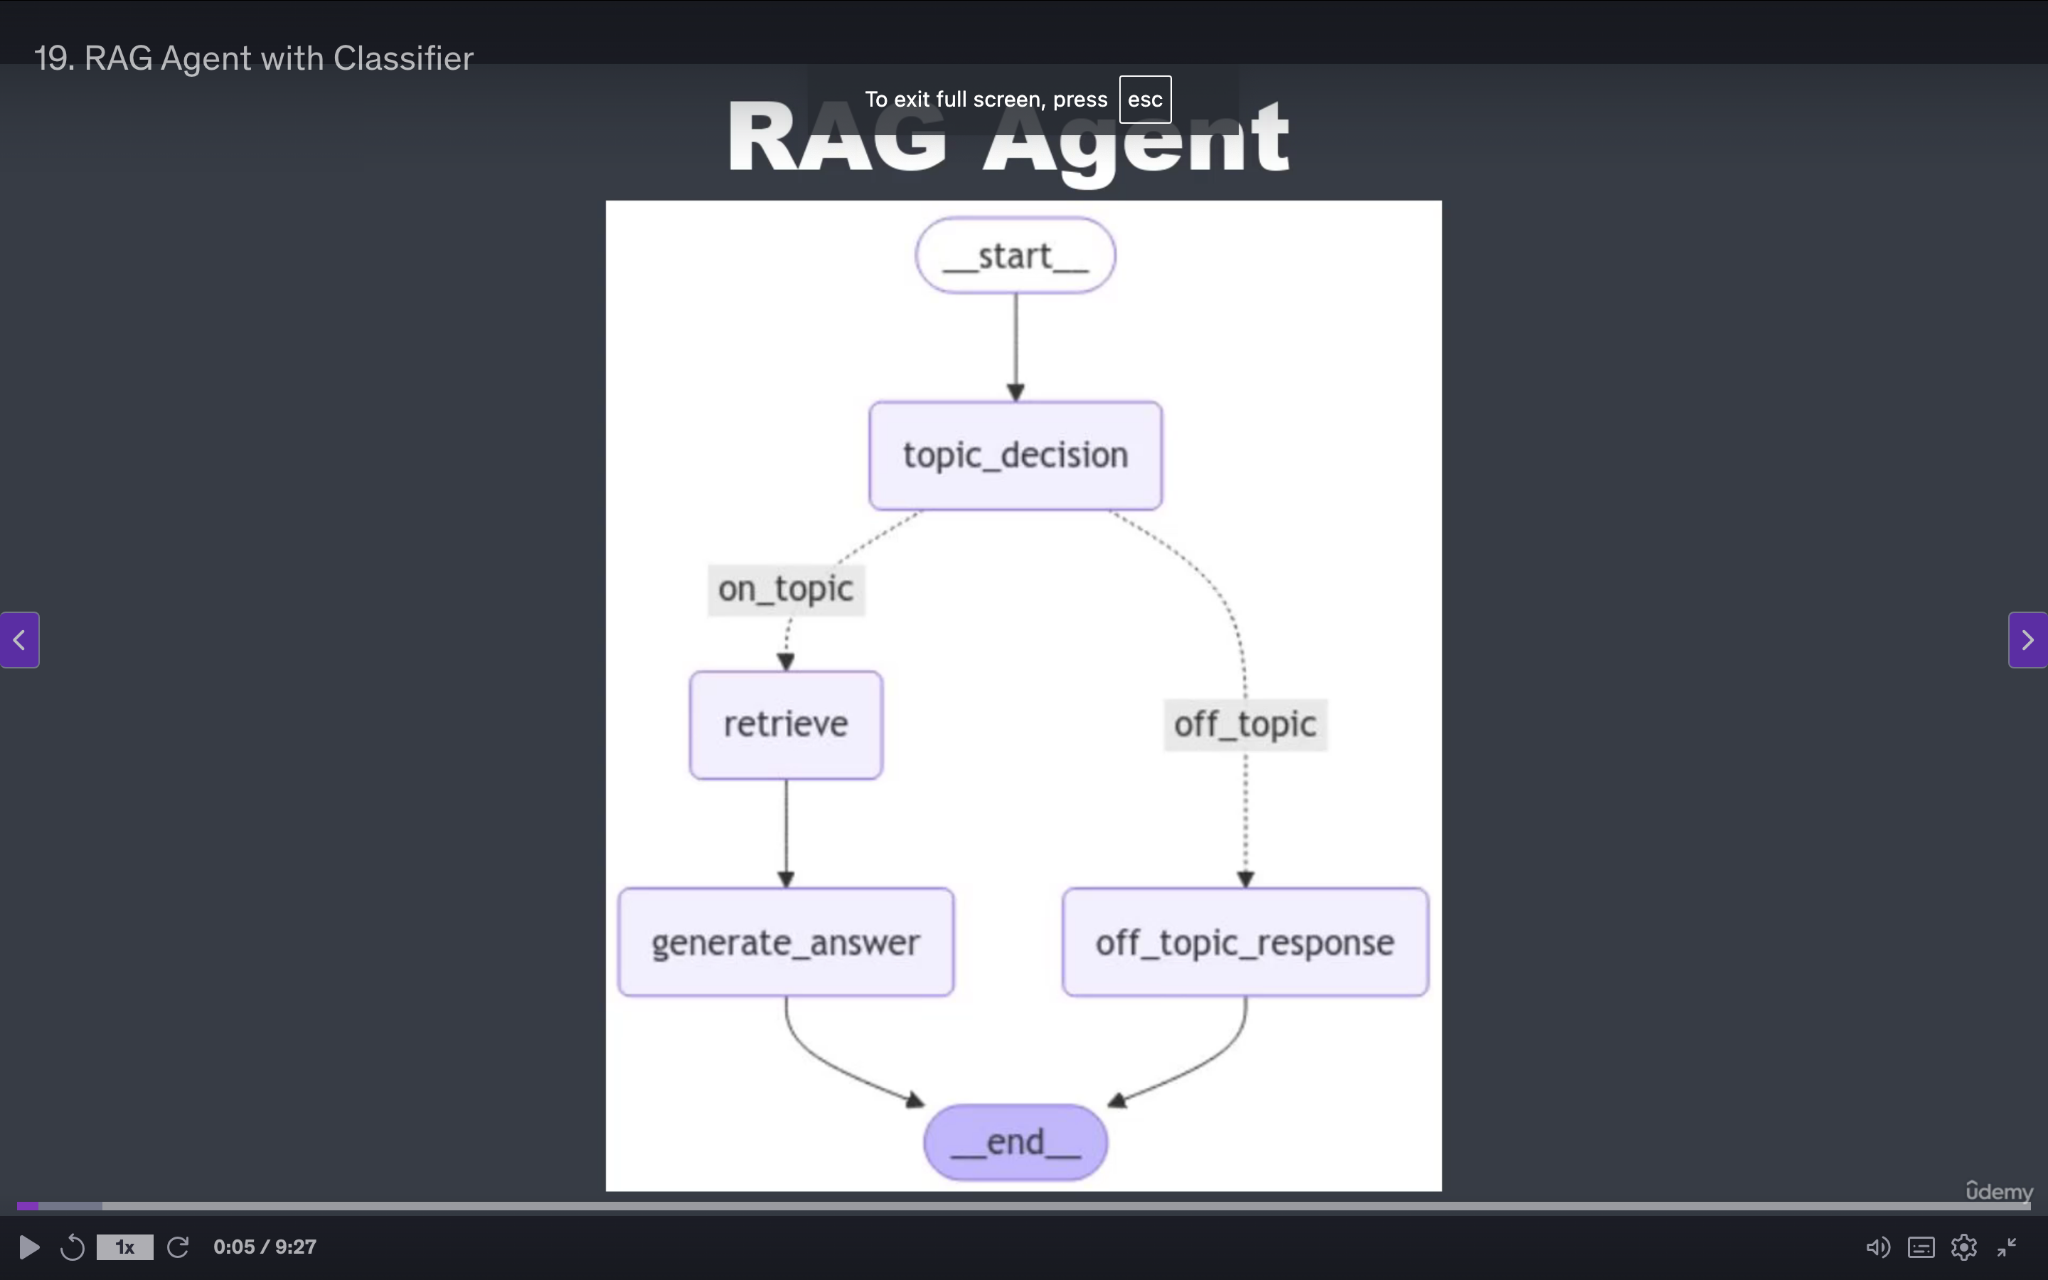 19. RAG Agent with Classifier
To exit full screen, press esc
RAG Agent
__start__
topic_decision
on_topic
retrieve
off_topic
generate_answer
off_topic_response
__end__
ûdemy
1x
0:05 / 9:27